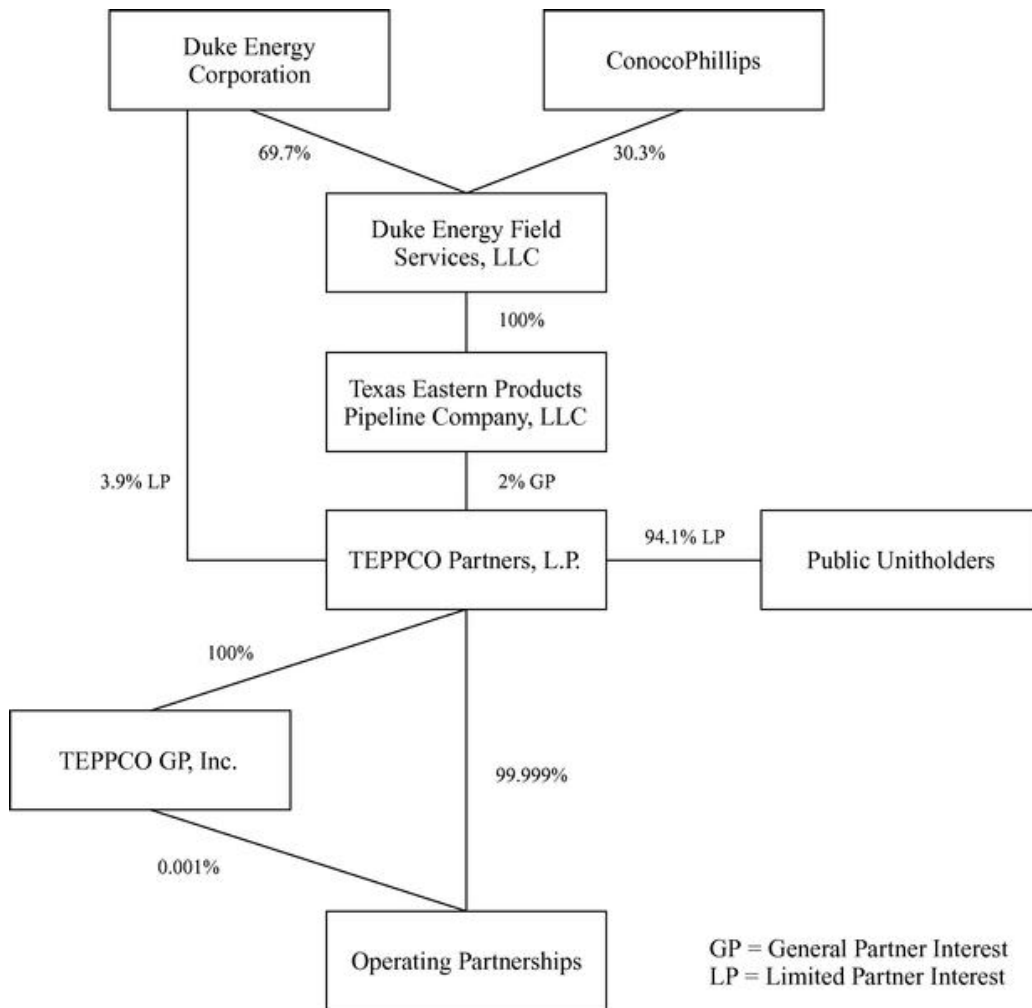 Duke Energy
Corporation
ConocoPhillips
69.7%
30.3%
Duke Energy Field
Services, LLC
100%
Texas Eastern Products
Pipeline Company, LLC
3.9% LP
2% GP
TEPPCO Partners, L.P.
94.1% LP
Public Unitholders
100%
TEPPCO GP, Inc.
99.999%
0.001%
Operating Partnerships
GP = General Partner Interest
LP = Limited Partner Interest